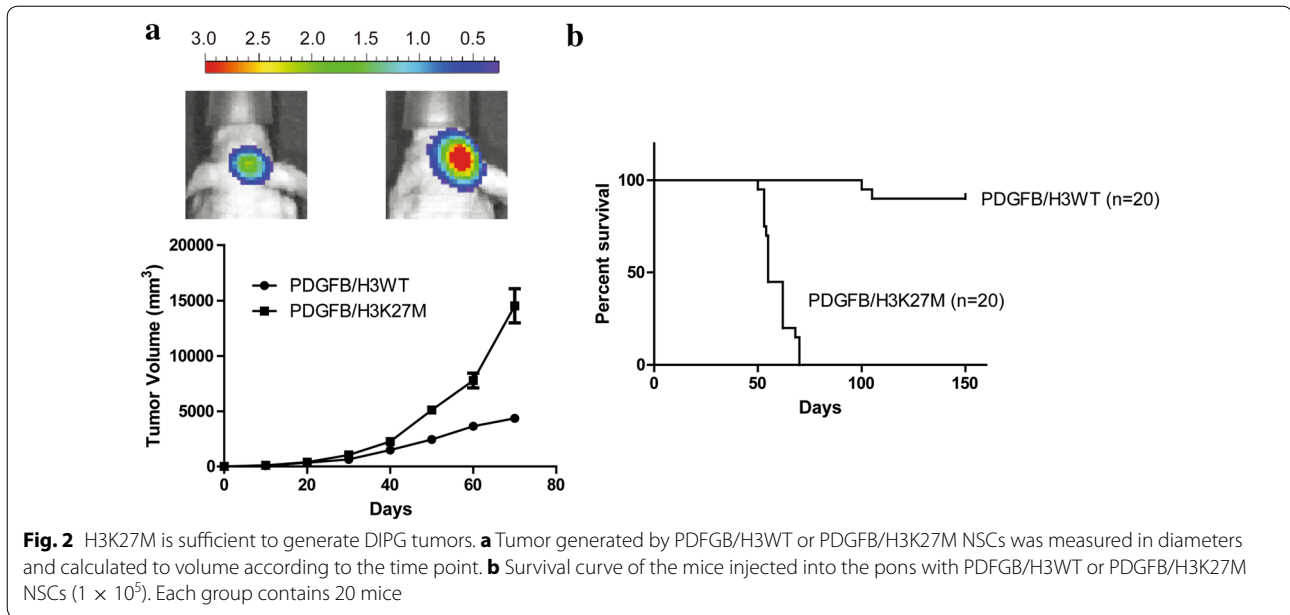 a
3.0 2.5 2.0 1.5 1.0 0.5
20000
15000
10000
5000
0
Tumor Volume (mm³)
PDGFB/H3WT
PDGFB/H3K27M
0 20 40 60 80
Days
b
100
50
0
Percent survival
PDGFB/H3WT (n=20)
PDGFB/H3K27M (n=20)
0 50 100 150
Days
Fig. 2 H3K27M is sufficient to generate DIPG tumors. a Tumor generated by PDFGB/H3WT or PDGFB/H3K27M NSCs was measured in diameters
and calculated to volume according to the time point. b Survival curve of the mice injected into the pons with PDFGB/H3WT or PDGFB/H3K27M
NSCs (1 × 10⁵). Each group contains 20 mice